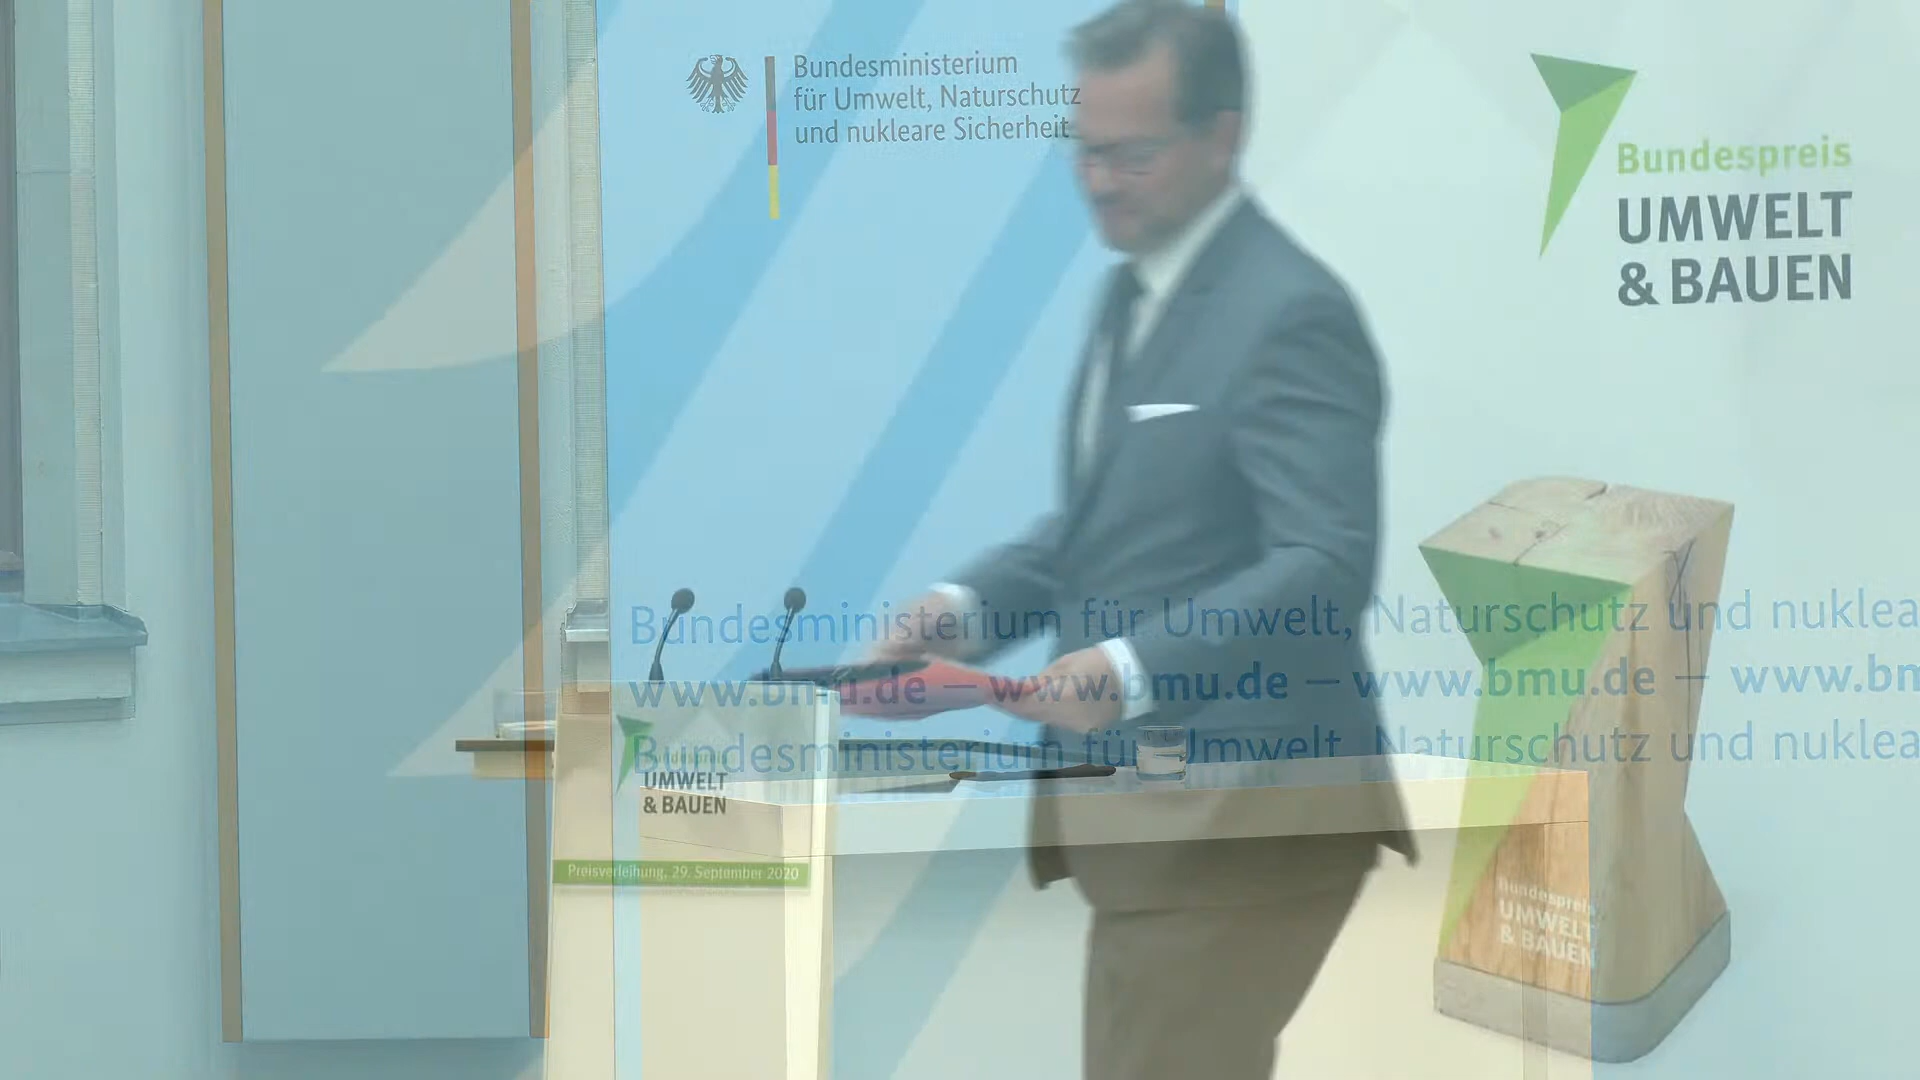 Bundesministerium
für Umwelt, Naturschutz
und nukleare Sicherheit
Bundespreis
UMWELT
& BAUEN
Bundesministerium für Umwelt, Naturschutz und nuklea
www.bmu.de — www.bmu.de — www.bmu.de — www.bm
Bundesministerium für Umwelt, Naturschutz und nuklea
Bundespreis
UMWELT
& BAUEN
Preisverleihung, 29. September 2020
Bundespreis
UMWELT
& BAUEN